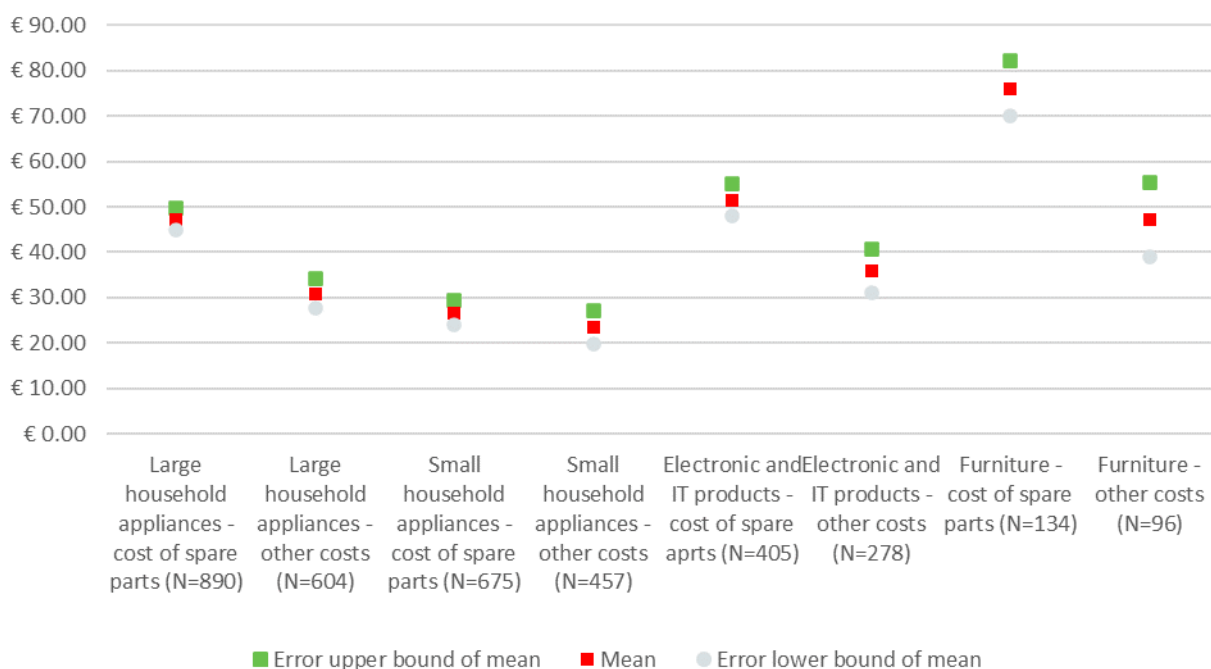 € 90.00
€ 80.00
€ 70.00
€ 60.00
€ 50.00
€ 40.00
€ 30.00
€ 20.00
€ 10.00
€ 0.00
Large
household
appliances -
cost of spare
parts (N=890)
Large
household
appliances -
other costs
(N=604)
Small
household
appliances -
cost of spare
parts (N=675)
Small
household
appliances -
other costs
(N=457)
Electronic and
IT products -
cost of spare
aprts (N=405)
Electronic and
IT products -
other costs
(N=278)
Furniture -
cost of spare
parts (N=134)
Furniture -
other costs
(N=96)
Error upper bound of mean
Mean
Error lower bound of mean